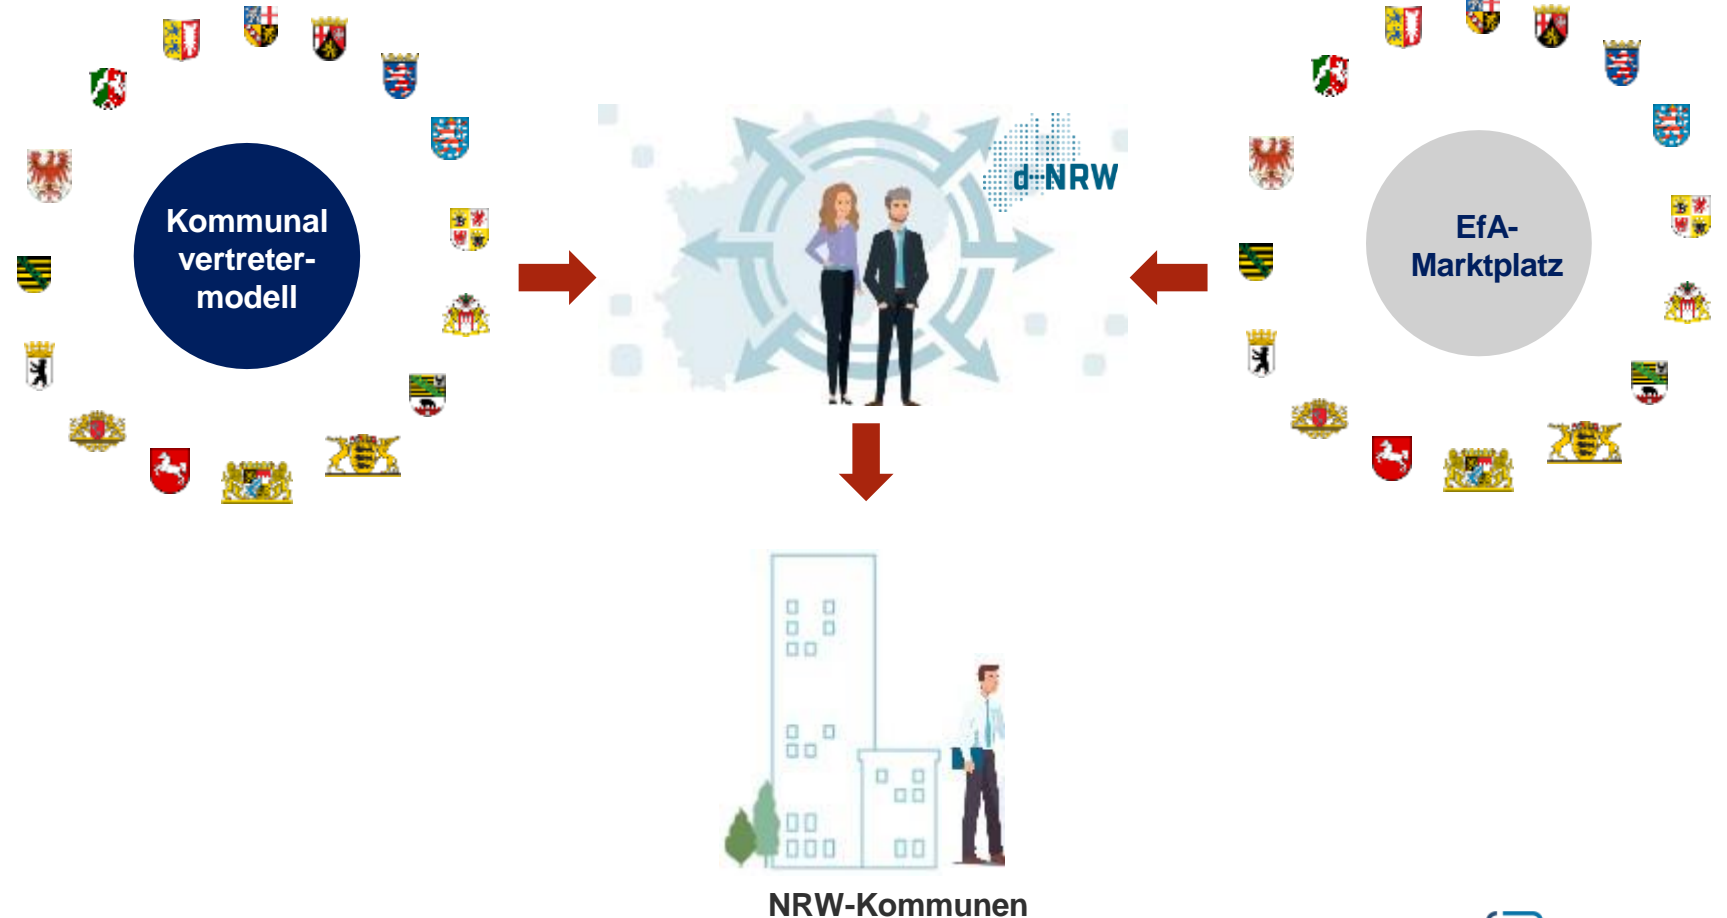 Kommunal
vertreter-
modell
d-NRW
EfA-
Marktplatz
NRW-Kommunen